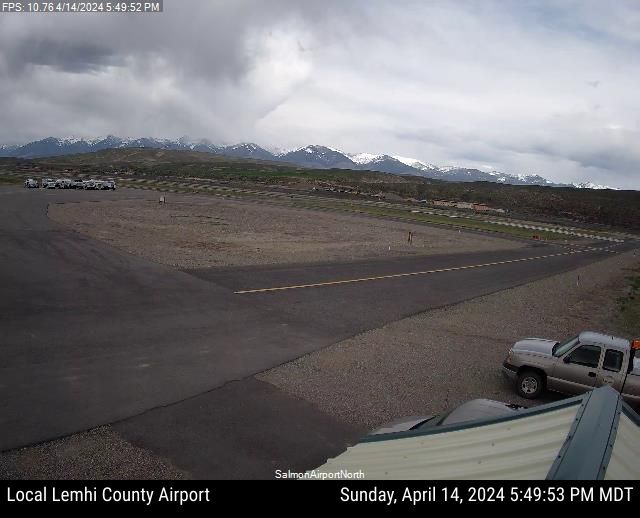 FPS: 10.76 4/14/2024 5:49:52 PM
SalmonAirportNorth
Local Lemhi County Airport
Sunday, April 14, 2024 5:49:53 PM MDT